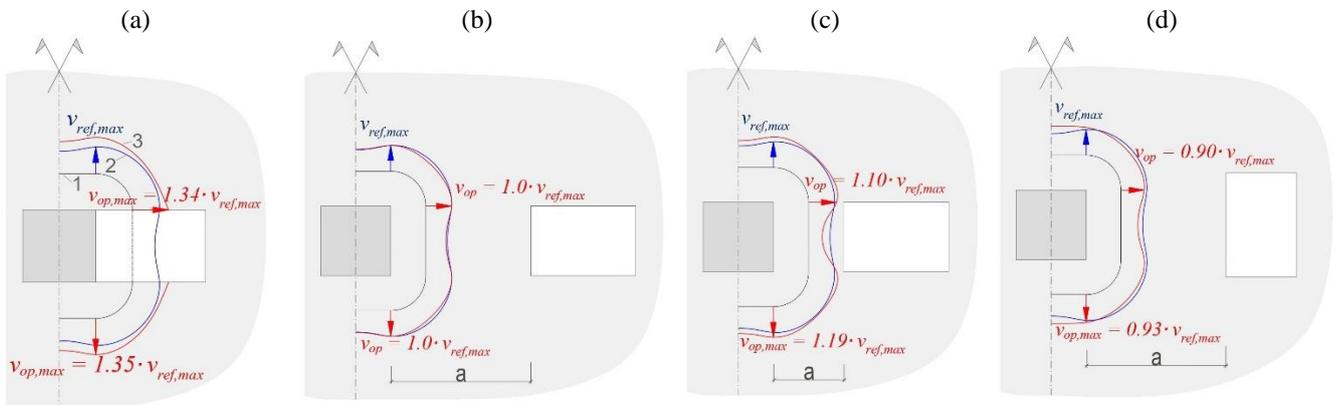 (a)
v_ref,max
3
2
1
v_op,max = 1.34· v_ref,max
v_op,max = 1.35· v_ref,max
(b)
v_ref,max
v_op = 1.0· v_ref,max
v_op = 1.0· v_ref,max
a
(c)
v_ref,max
v_op = 1.10· v_ref,max
v_op,max = 1.19· v_ref,max
a
(d)
v_ref,max
v_op = 0.90· v_ref,max
v_op,max = 0.93· v_ref,max
a